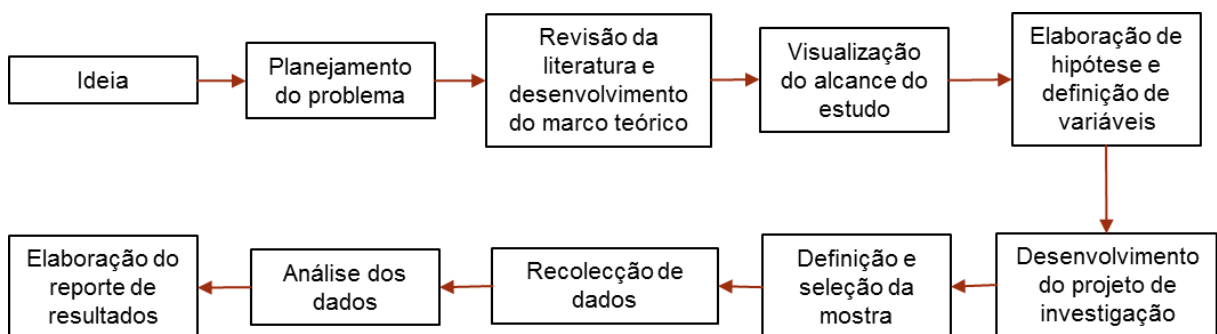 Ideia
Planejamento
do problema
Revisão da
literatura e
desenvolvimento
do marco teórico
Visualização
do alcance do
estudo
Elaboração de
hipótese e
definição de
variáveis
Desenvolvimento
do projeto de
investigação
Definição e
seleção da
mostra
Recolecção de
dados
Análise dos
dados
Elaboração do
reporte de
resultados